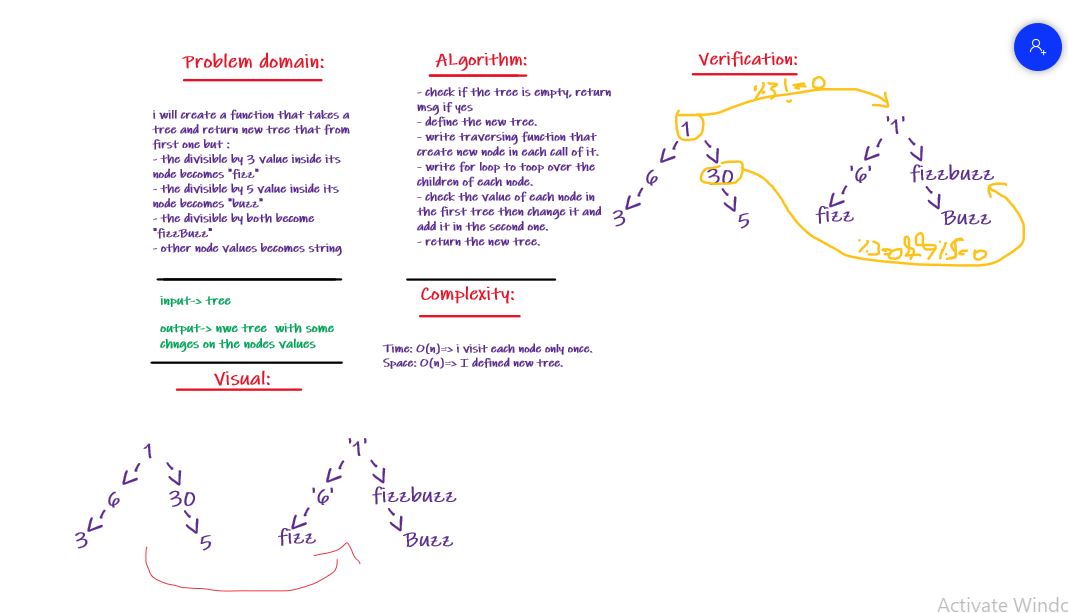 Problem domain:
i will create a function that takes a
tree and return new tree that from
first one but :
- the divisible by 3 value inside its
node becomes "fizz"
- the divisible by 5 value inside its
node becomes "buzz"
- the divisible by both become
"fizzBuzz"
- other node values becomes string
input-> tree
output-> nwe tree with some
chnges on the nodes values
ALgorithm:
- check if the tree is empty, return
msg if yes
- define the new tree.
- write traversing function that
create new node in each call of it.
- write for loop to toop over the
children of each node.
- check the value of each node in
the first tree then change it and
add it in the second one.
- return the new tree.
Complexity:
Time: O(n)=> i visit each node only once.
Space: O(n)=> I defined new tree.
Verification:
%3!=0
1
6 30
3 5
'1'
'6' fizzbuzz
fizz Buzz
%5=0
Visual:
1
6 30
3 5
'1'
'6' fizzbuzz
fizz Buzz
Activate Windo